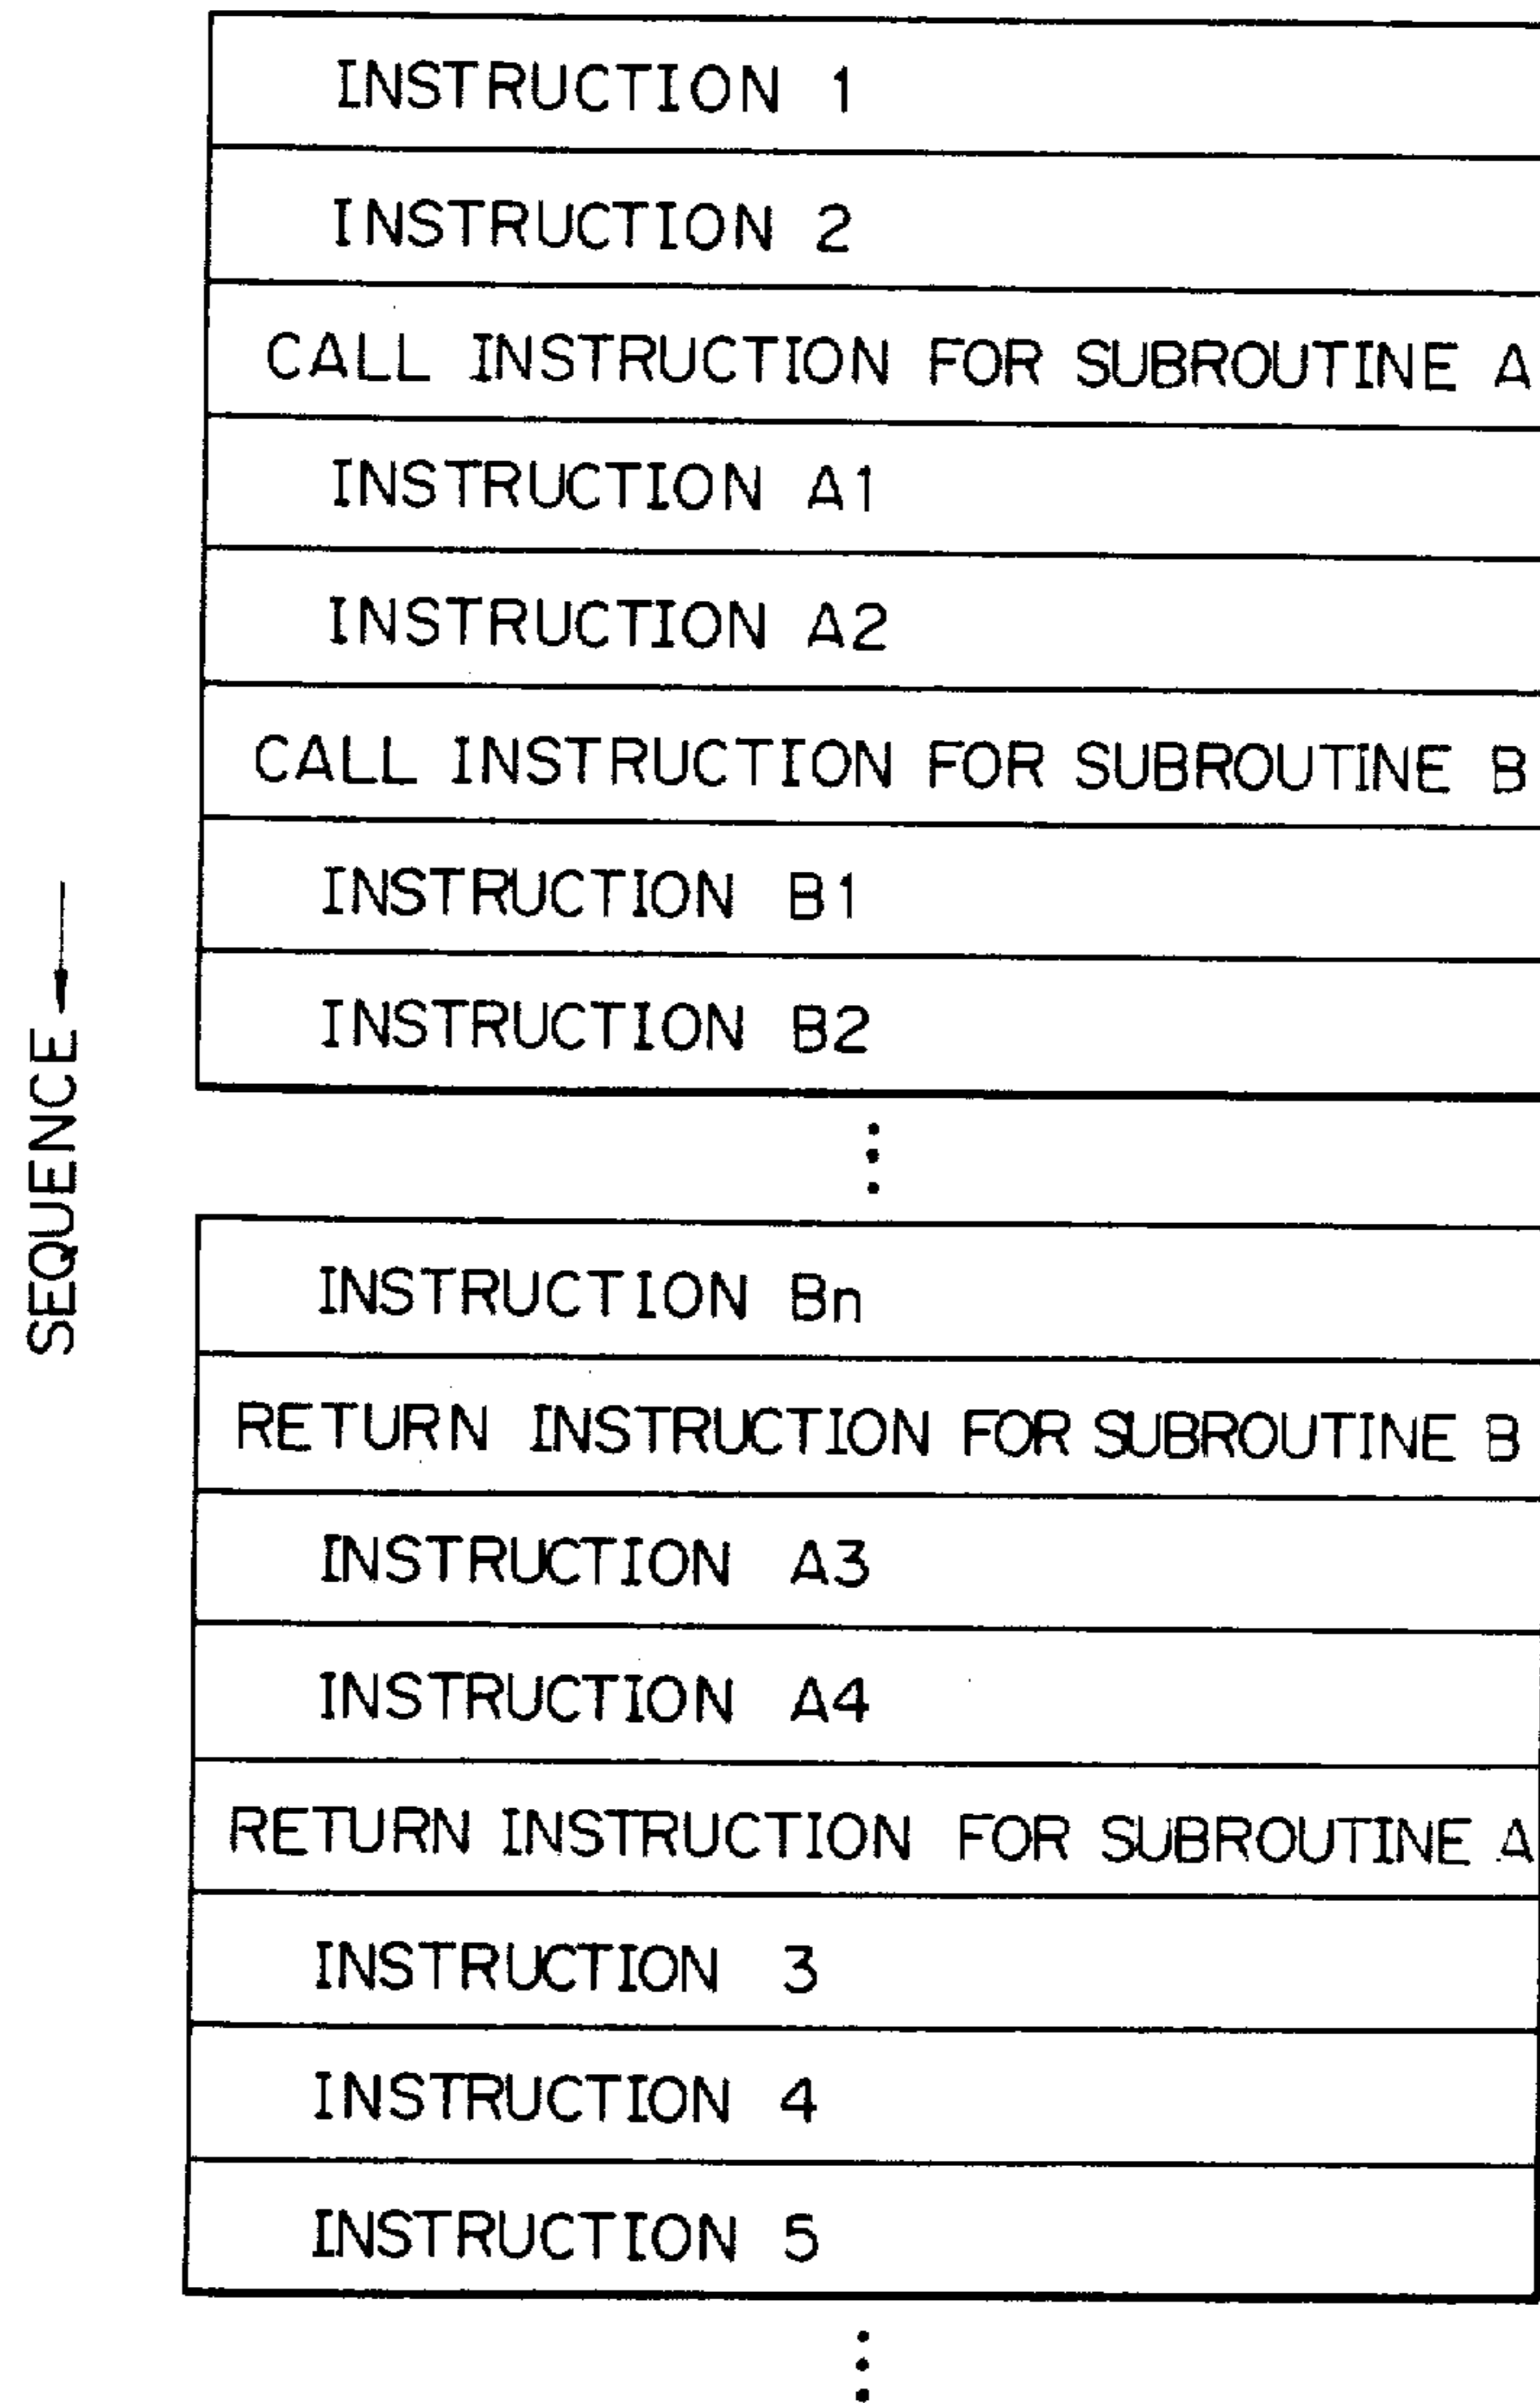 INSTRUCTION 1
INSTRUCTION 2
CALL INSTRUCTION FOR SUBROUTINE A
INSTRUCTION A1
INSTRUCTION A2
CALL INSTRUCTION FOR SUBROUTINE B
INSTRUCTION B1
INSTRUCTION B2
SEQUENCE
INSTRUCTION Bn
RETURN INSTRUCTION FOR SUBROUTINE B
INSTRUCTION A3
INSTRUCTION A4
RETURN INSTRUCTION FOR SUBROUTINE A
INSTRUCTION 3
INSTRUCTION 4
INSTRUCTION 5